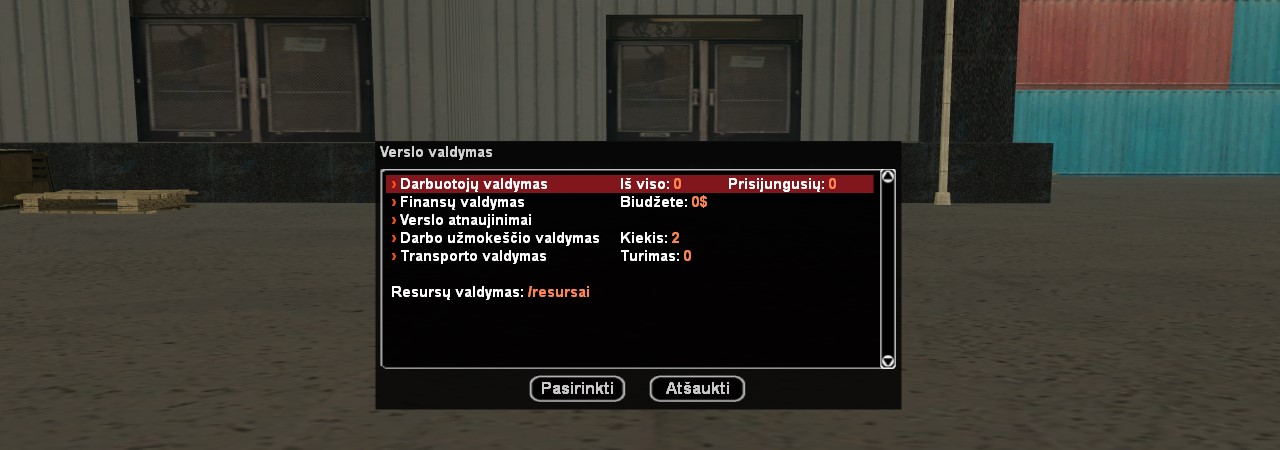 Verslo valdymas
› Darbuotojų valdymas Iš viso: 0 Prisijungusių: 0
› Finansų valdymas Biudžete: 0$
› Verslo atnaujinimai
› Darbo užmokeščio valdymas Kiekis: 2
› Transporto valdymas Turimas: 0
Resursų valdymas: /resursai
Pasirinkti Atšaukti